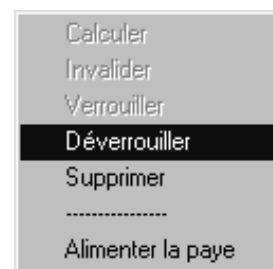 Calculer
Invalider
Verrouiller
Déverrouiller
Supprimer
---------------
Alimenter la paye